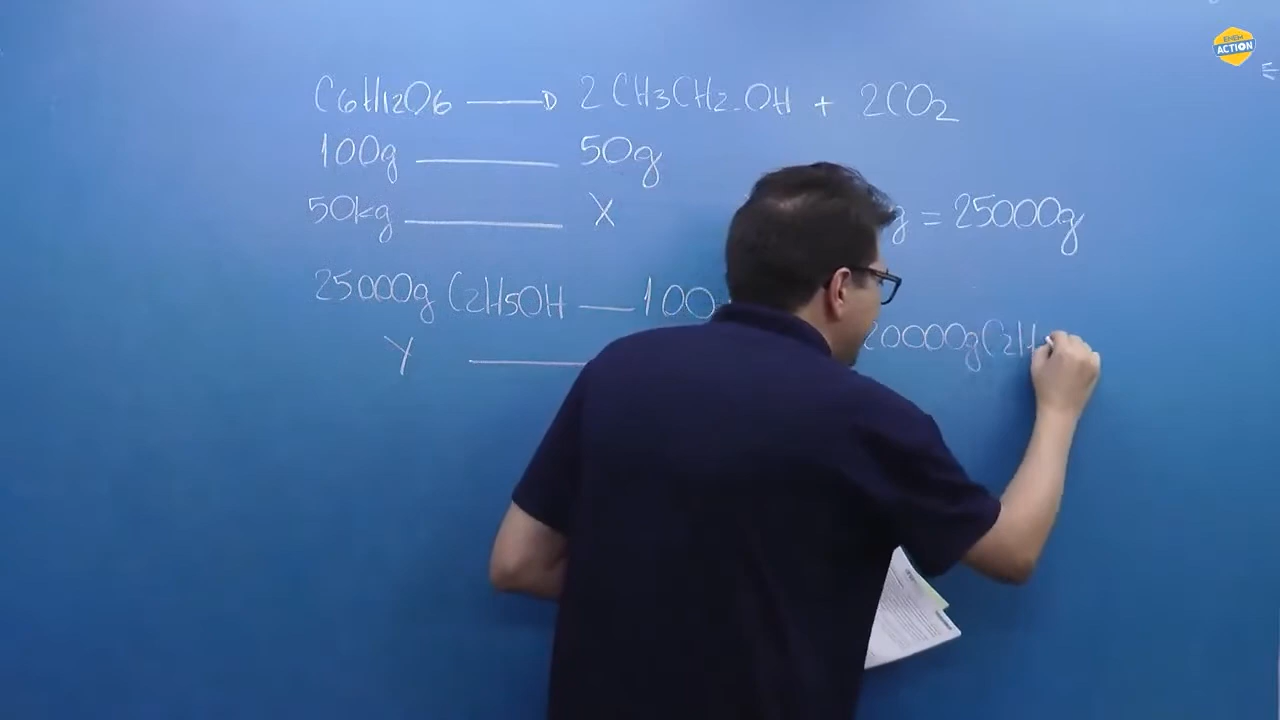 ENEM
ACTION
C6H12O6 → 2 CH3CH2.OH + 2CO2
100g ——— 50g
50kg ——— X g = 25000g
25000g C2H5OH — 100
Y ——— 20000g C2H